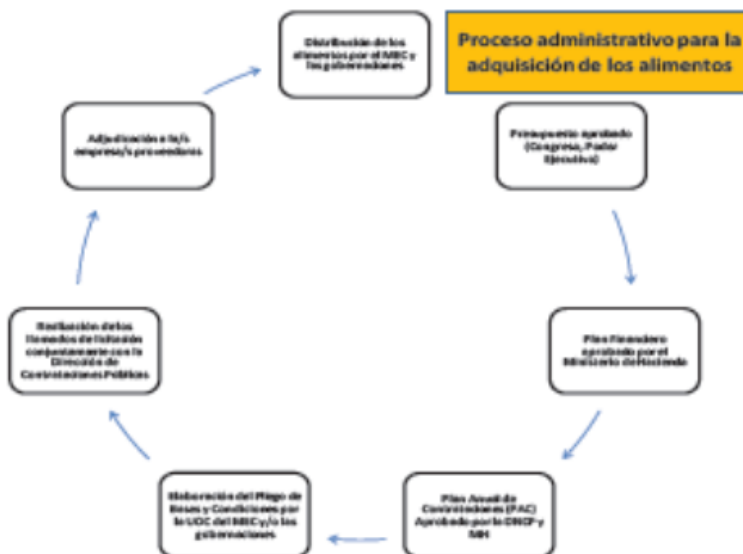 Distribución de los
alimentos por el MEC y
las gobernaciones
Proceso administrativo para la
adquisición de los alimentos
Presupuesto aprobado
(Congreso, Poder
Ejecutivo)
Plan Financiero
aprobado por el
Ministerio de Hacienda
Plan Anual de
Contrataciones (PAC)
Aprobado por la DNCP y
MH
Elaboración del Pliego de
Bases y Condiciones por
la UOC del MEC y/o las
gobernaciones
Realización de los
llamados de licitación
conjuntamente con la
Dirección de
Contrataciones Públicas
Adjudicación a la/s
empresa/s proveedoras